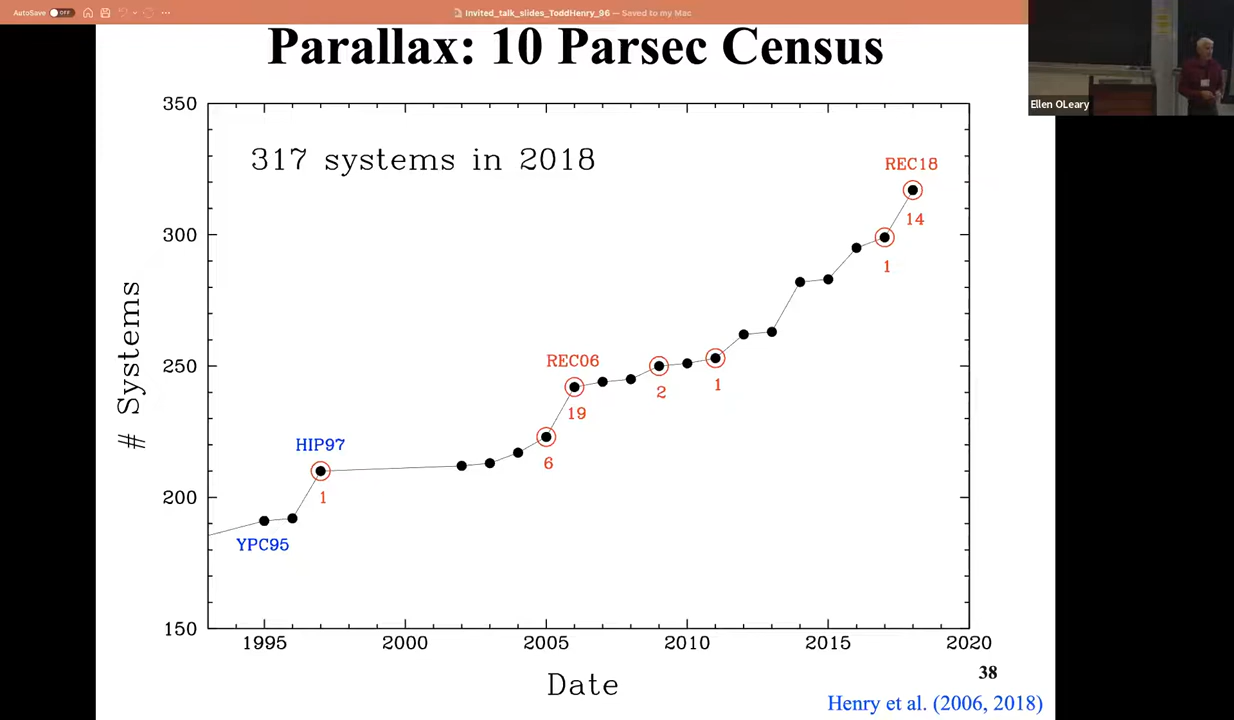 AutoSave OFF
Invited_talk_slides_ToddHenry_96 — Saved to my Mac
Ellen OLeary
Parallax: 10 Parsec Census
350
317 systems in 2018
REC18
14
300
1
# Systems
REC06
250
19
2
1
HIP97
6
200
1
YPC95
150
1995
2000
2005
2010
2015
2020
Date
38
Henry et al. (2006, 2018)